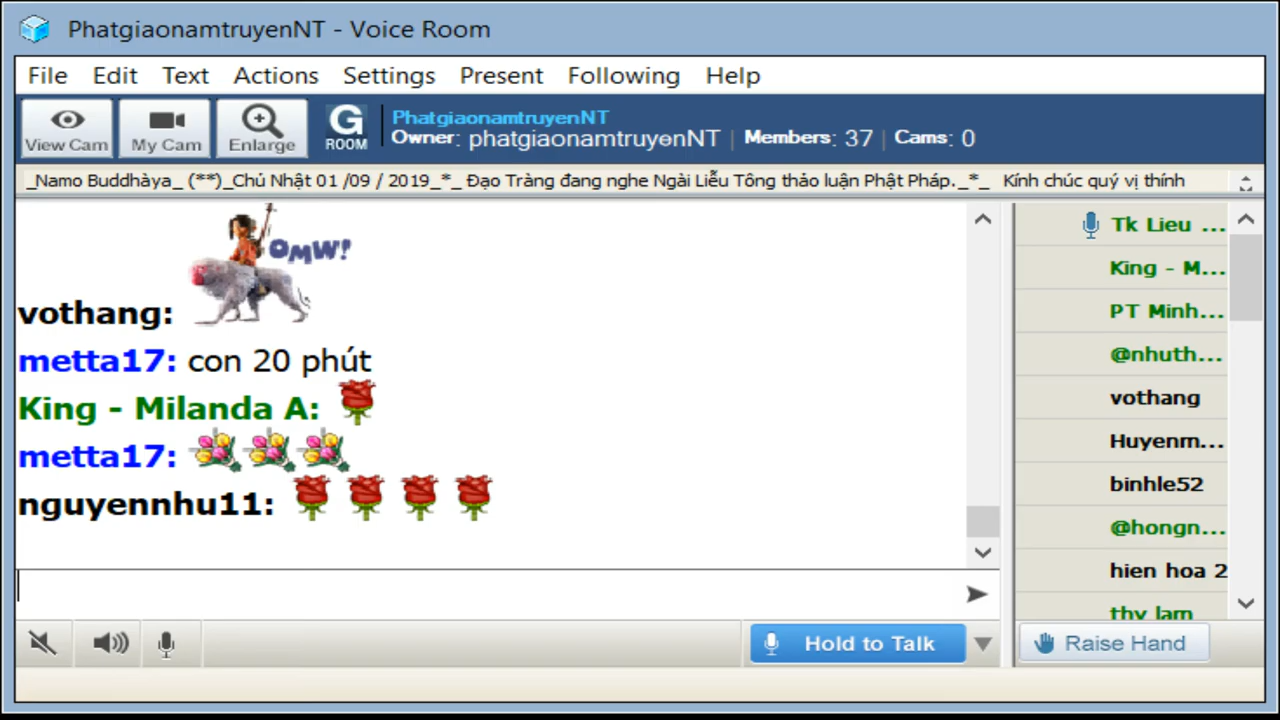 PhatgiaonamtruyenNT - Voice Room
File Edit Text Actions Settings Present Following Help
View Cam My Cam Enlarge G ROOM
PhatgiaonamtruyenNT
Owner: phatgiaonamtruyenNT | Members: 37 | Cams: 0
_Namo Buddhàya_ (**)_Chủ Nhật 01 /09 / 2019_*_ Đạo Tràng đang nghe Ngài Liễu Tông thảo luận Phật Pháp._*_ Kính chúc quý vị thính
OMW!
vothang:
metta17: con 20 phút
King - Milanda A:
metta17:
nguyennhu11:
Tk Lieu ...
King - M...
PT Minh...
@nhuth...
vothang
Huyenm...
binhle52
@hongn...
hien hoa 2
thy lam
Hold to Talk
Raise Hand